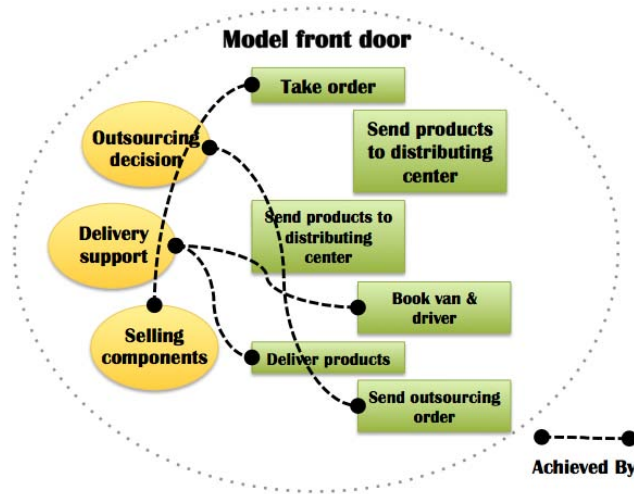 Model front door
Take order
Outsourcing
decision
Send products
to distributing
center
Send products to
distributing
center
Delivery
support
Book van &
driver
Selling
components
Deliver products
Send outsourcing
order
Achieved By